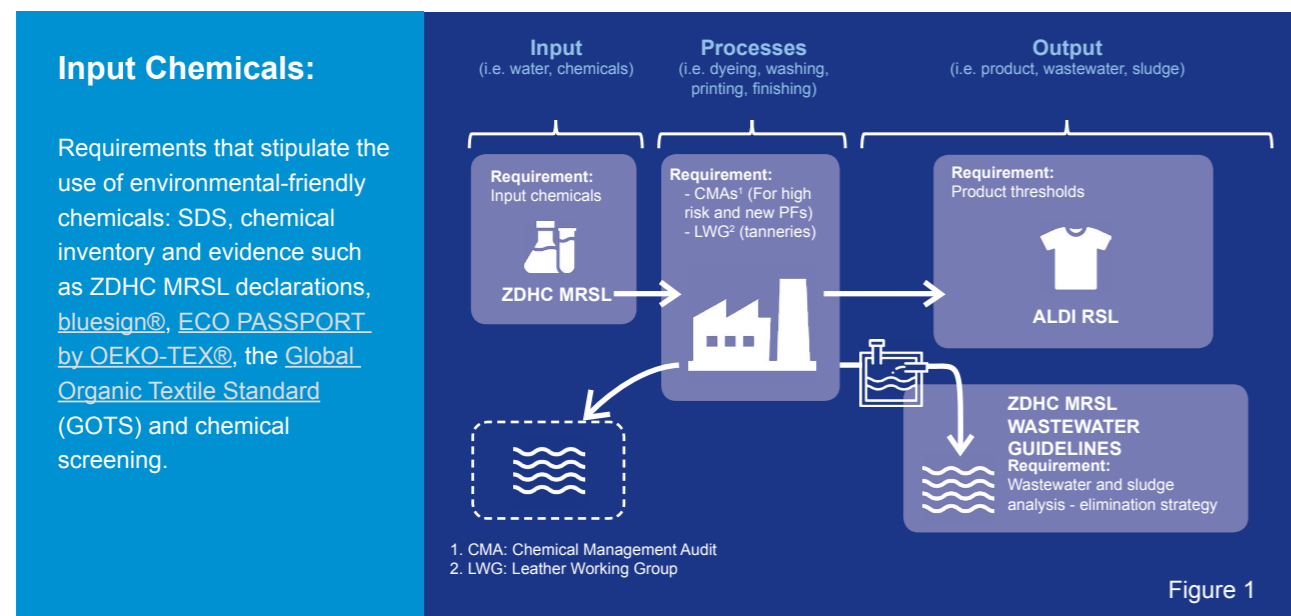 Input Chemicals:
Requirements that stipulate the
use of environmental-friendly
chemicals: SDS, chemical
inventory and evidence such
as ZDHC MRSL declarations,
bluesign®, ECO PASSPORT
by OEKO-TEX®, the Global
Organic Textile Standard
(GOTS) and chemical
screening.
Input
(i.e. water, chemicals)
Processes
(i.e. dyeing, washing,
printing, finishing)
Output
(i.e. product, wastewater, sludge)
Requirement:
Input chemicals
ZDHC MRSL
Requirement:
- CMAs¹ (For high
risk and new PFs)
- LWG² (tanneries)
Requirement:
Product thresholds
ALDI RSL
ZDHC MRSL
WASTEWATER
GUIDELINES
Requirement:
Wastewater and sludge
analysis - elimination strategy
1. CMA: Chemical Management Audit
2. LWG: Leather Working Group
Figure 1